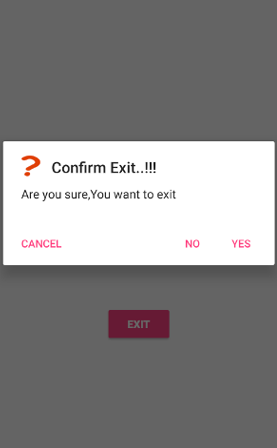 Confirm Exit..!!!
Are you sure,You want to exit
CANCEL NO YES
EXIT